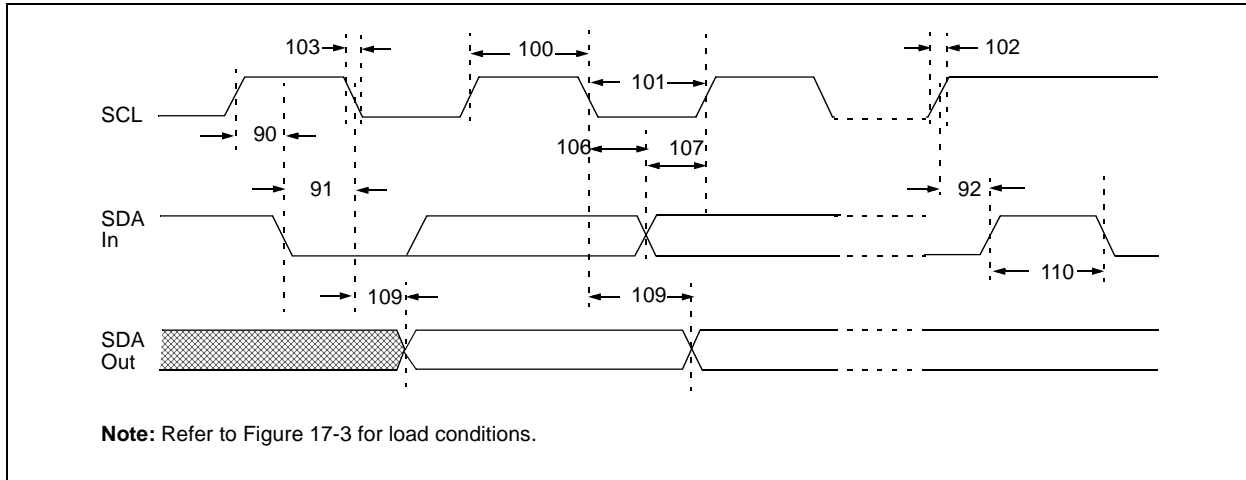 103
100
102
101
SCL
90
106
107
91
92
SDA
In
110
109
109
SDA
Out
Note: Refer to Figure 17-3 for load conditions.